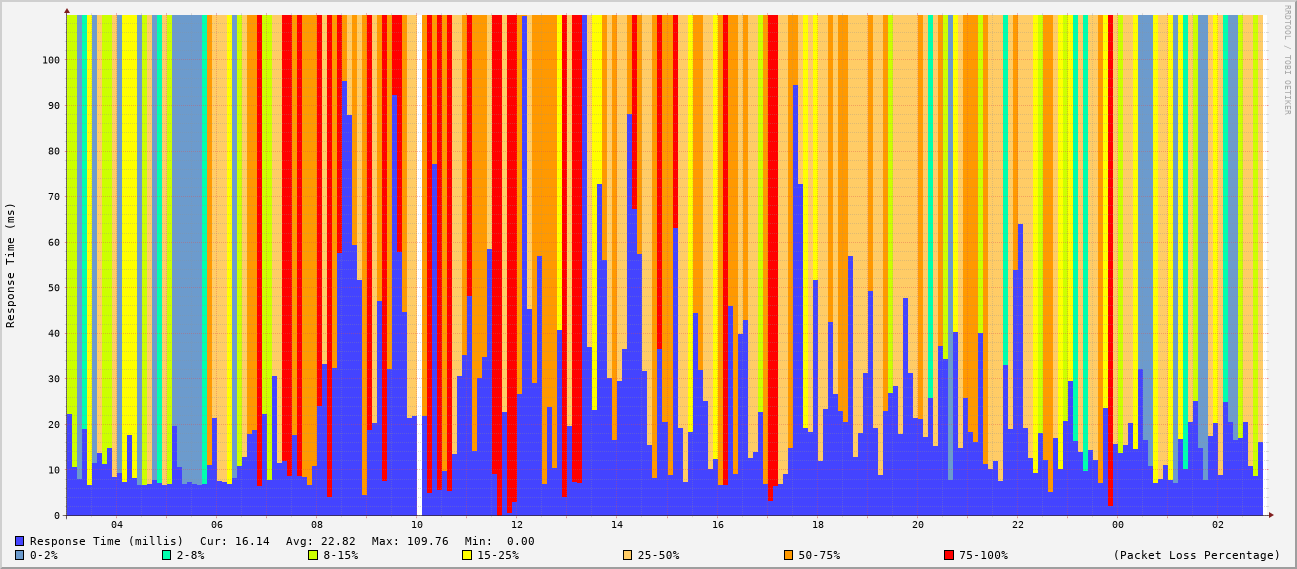 RRDTOOL / TOBI OETIKER
Response Time (ms)
100
90
80
70
60
50
40
30
20
10
0
04 06 08 10 12 14 16 18 20 22 00 02
Response Time (millis) Cur: 16.14 Avg: 22.82 Max: 109.76 Min: 0.00
0-2% 2-8% 8-15% 15-25% 25-50% 50-75% 75-100% (Packet Loss Percentage)